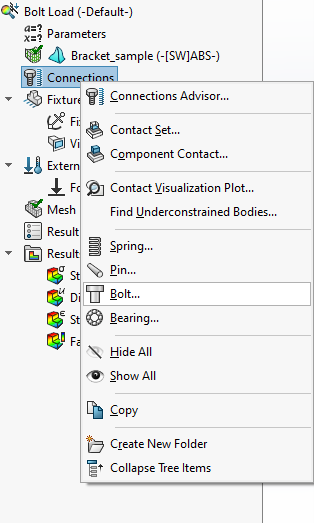 Bolt Load (-Default-)
Parameters
Bracket_sample (-[SW]ABS-)
Connections
Fixture
Connections Advisor...
Fi
Contact Set...
Vi
Component Contact...
Extern
Fo
Contact Visualization Plot...
Mesh
Find Underconstrained Bodies...
Result
Result
Spring...
St
Pin...
Di
Bolt...
St
Bearing...
Fa
Hide All
Show All
Copy
Create New Folder
Collapse Tree Items